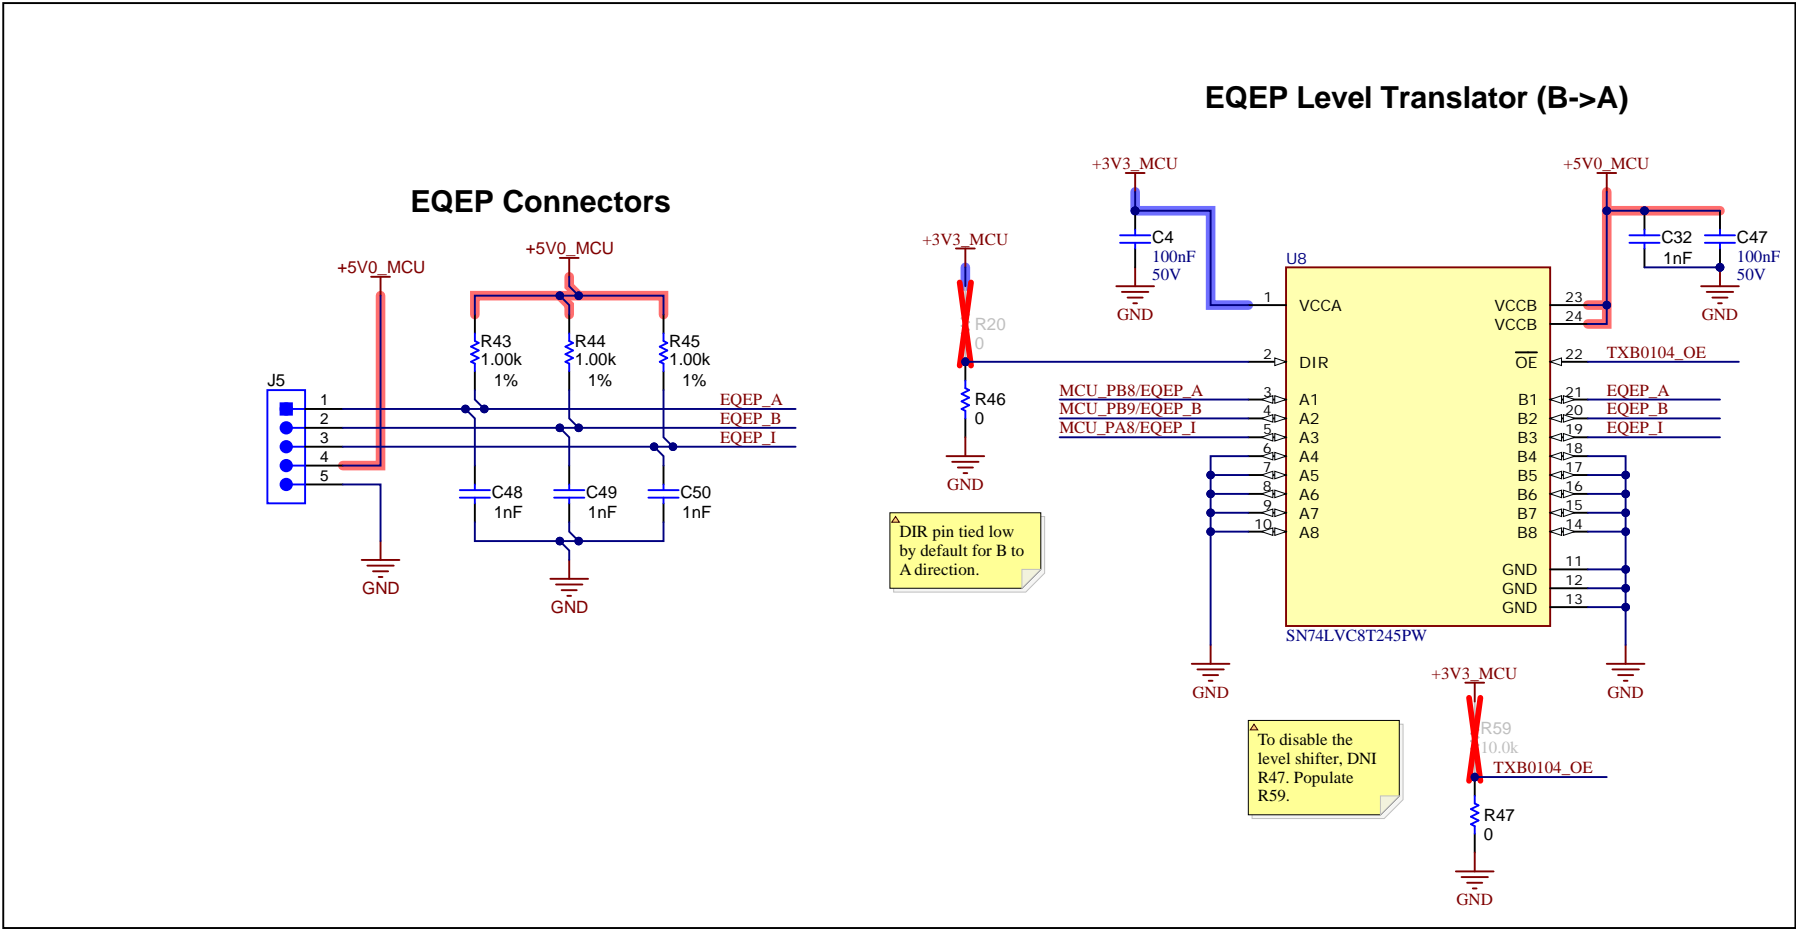 EQEP Level Translator (B->A)
EQEP Connectors
+5V0_MCU
+5V0_MCU
R43
1.00k
1%
R44
1.00k
1%
R45
1.00k
1%
J5
1
2
3
4
5
EQEP_A
EQEP_B
EQEP_I
C48
1nF
C49
1nF
C50
1nF
GND
GND
+3V3_MCU
R20
0
R46
0
GND
DIR pin tied low
by default for B to
A direction.
+3V3_MCU
C4
100nF
50V
GND
+5V0_MCU
C32
1nF
C47
100nF
50V
GND
U8
1
VCCA
2
DIR
MCU_PB8/EQEP_A
3
A1
MCU_PB9/EQEP_B
4
A2
MCU_PA8/EQEP_I
5
A3
6
A4
7
A5
8
A6
9
A7
10
A8
VCCB
23
VCCB
24
OE
22
TXB0104_OE
B1
21
EQEP_A
B2
20
EQEP_B
B3
19
EQEP_I
B4
18
B5
17
B6
16
B7
15
B8
14
GND
11
GND
12
GND
13
SN74LVC8T245PW
GND
GND
To disable the
level shifter, DNI
R47. Populate
R59.
+3V3_MCU
R59
10.0k
TXB0104_OE
R47
0
GND